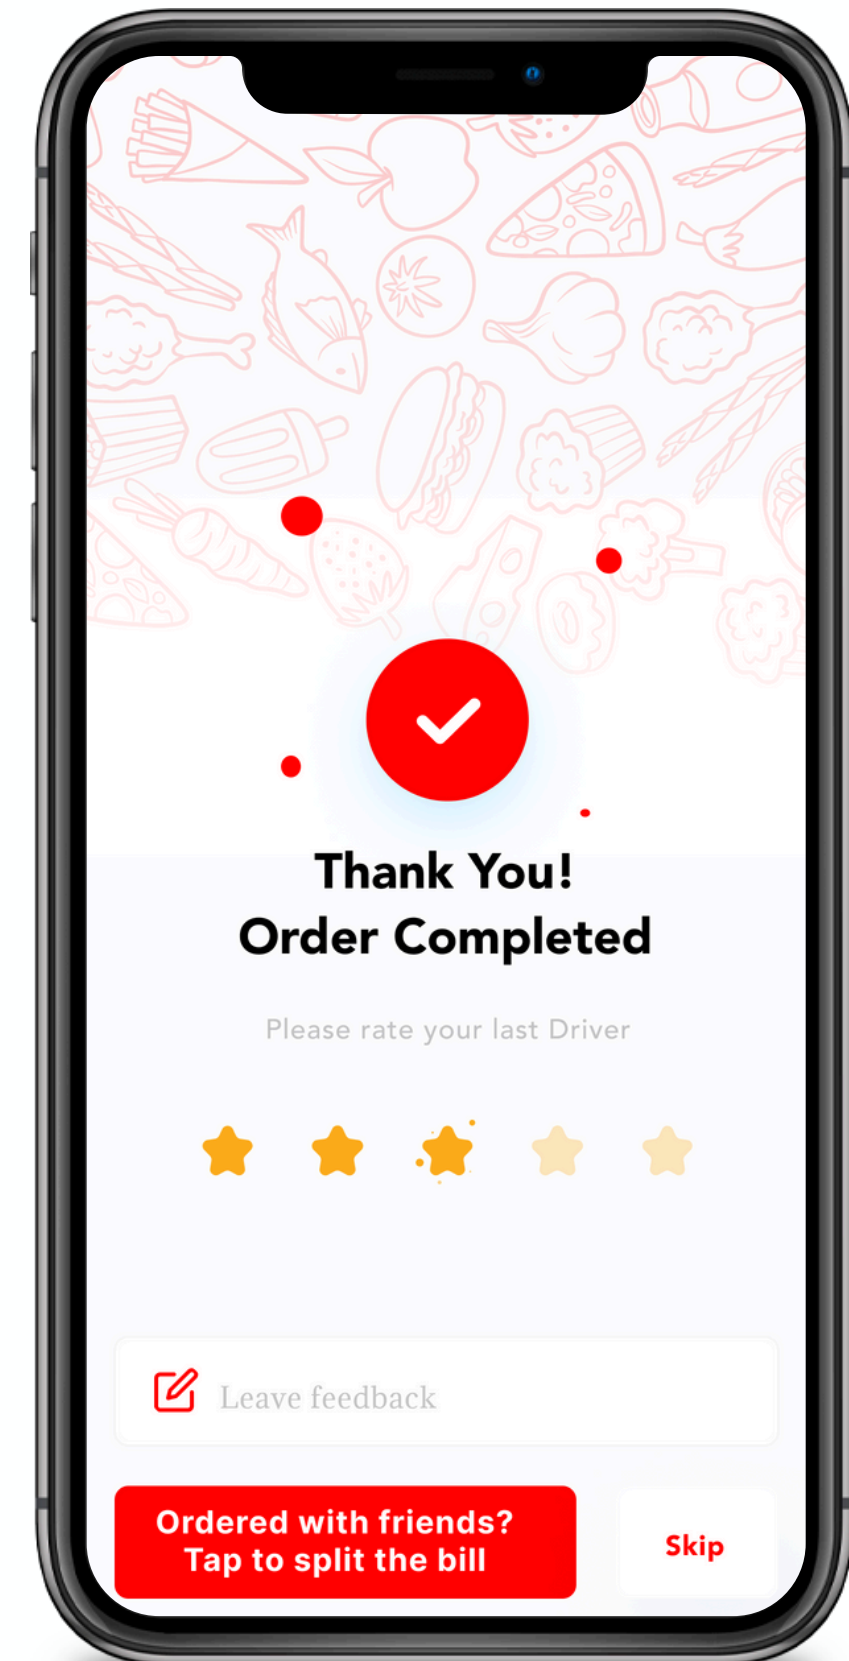 Thank You!
Order Completed
Please rate your last Driver
Leave feedback
Ordered with friends?
Tap to split the bill
Skip